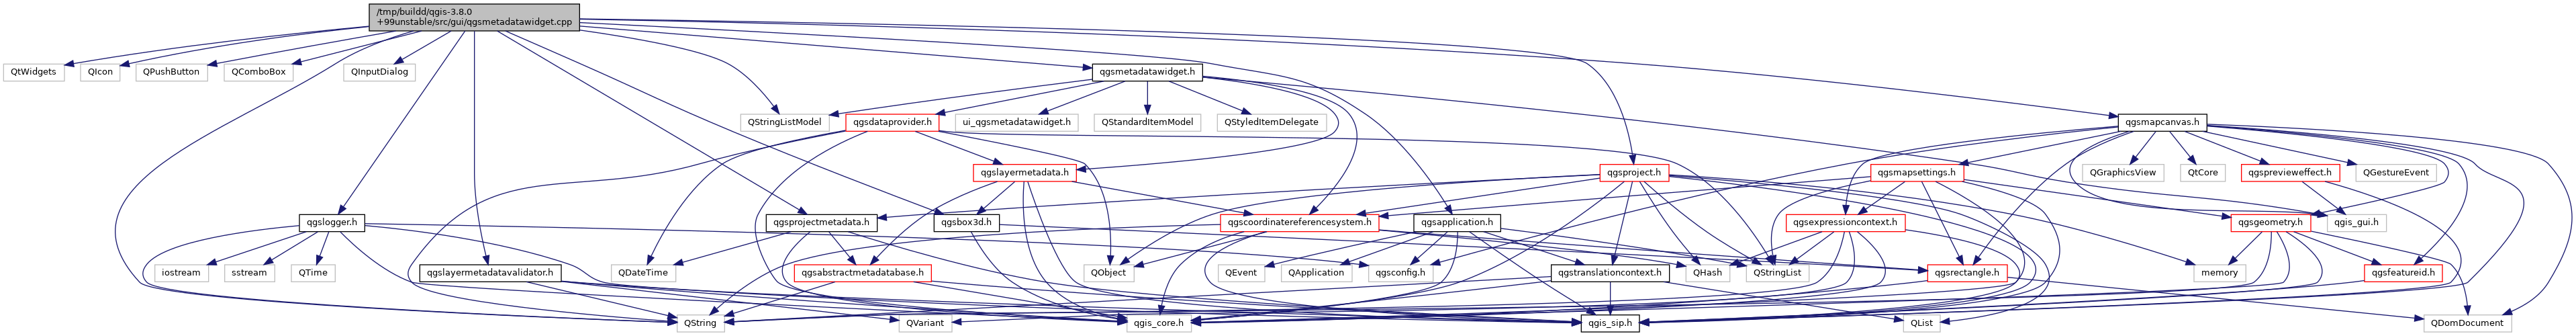 /tmp/buildd/qgis-3.8.0
+99unstable/src/gui/qgsmetadatawidget.cpp
QtWidgets
QIcon
QPushButton
QComboBox
QInputDialog
qgsmetadatawidget.h
QStringListModel
qgsdataprovider.h
ui_qgsmetadatawidget.h
QStandardItemModel
QStyledItemDelegate
qgsmapcanvas.h
qgslayermetadata.h
qgsproject.h
qgsmapsettings.h
QGraphicsView
QtCore
qgspreviewEffect.h
QGestureEvent
qgslogger.h
qgsprojectmetadata.h
qgsbox3d.h
qgscoordinatereferencesystem.h
qgsapplication.h
qgsexpressioncontext.h
qgsgeometry.h
qgis_gui.h
iostream
sstream
QTime
qgslayermetadatavalidator.h
QDateTime
qgsabstractmetadatabase.h
QObject
QEvent
QApplication
qgsconfig.h
qgstranslationcontext.h
QHash
QStringList
qgsrectangle.h
memory
qgsfeatureid.h
QString
QVariant
qgis_core.h
qgis_sip.h
QList
QDomDocument